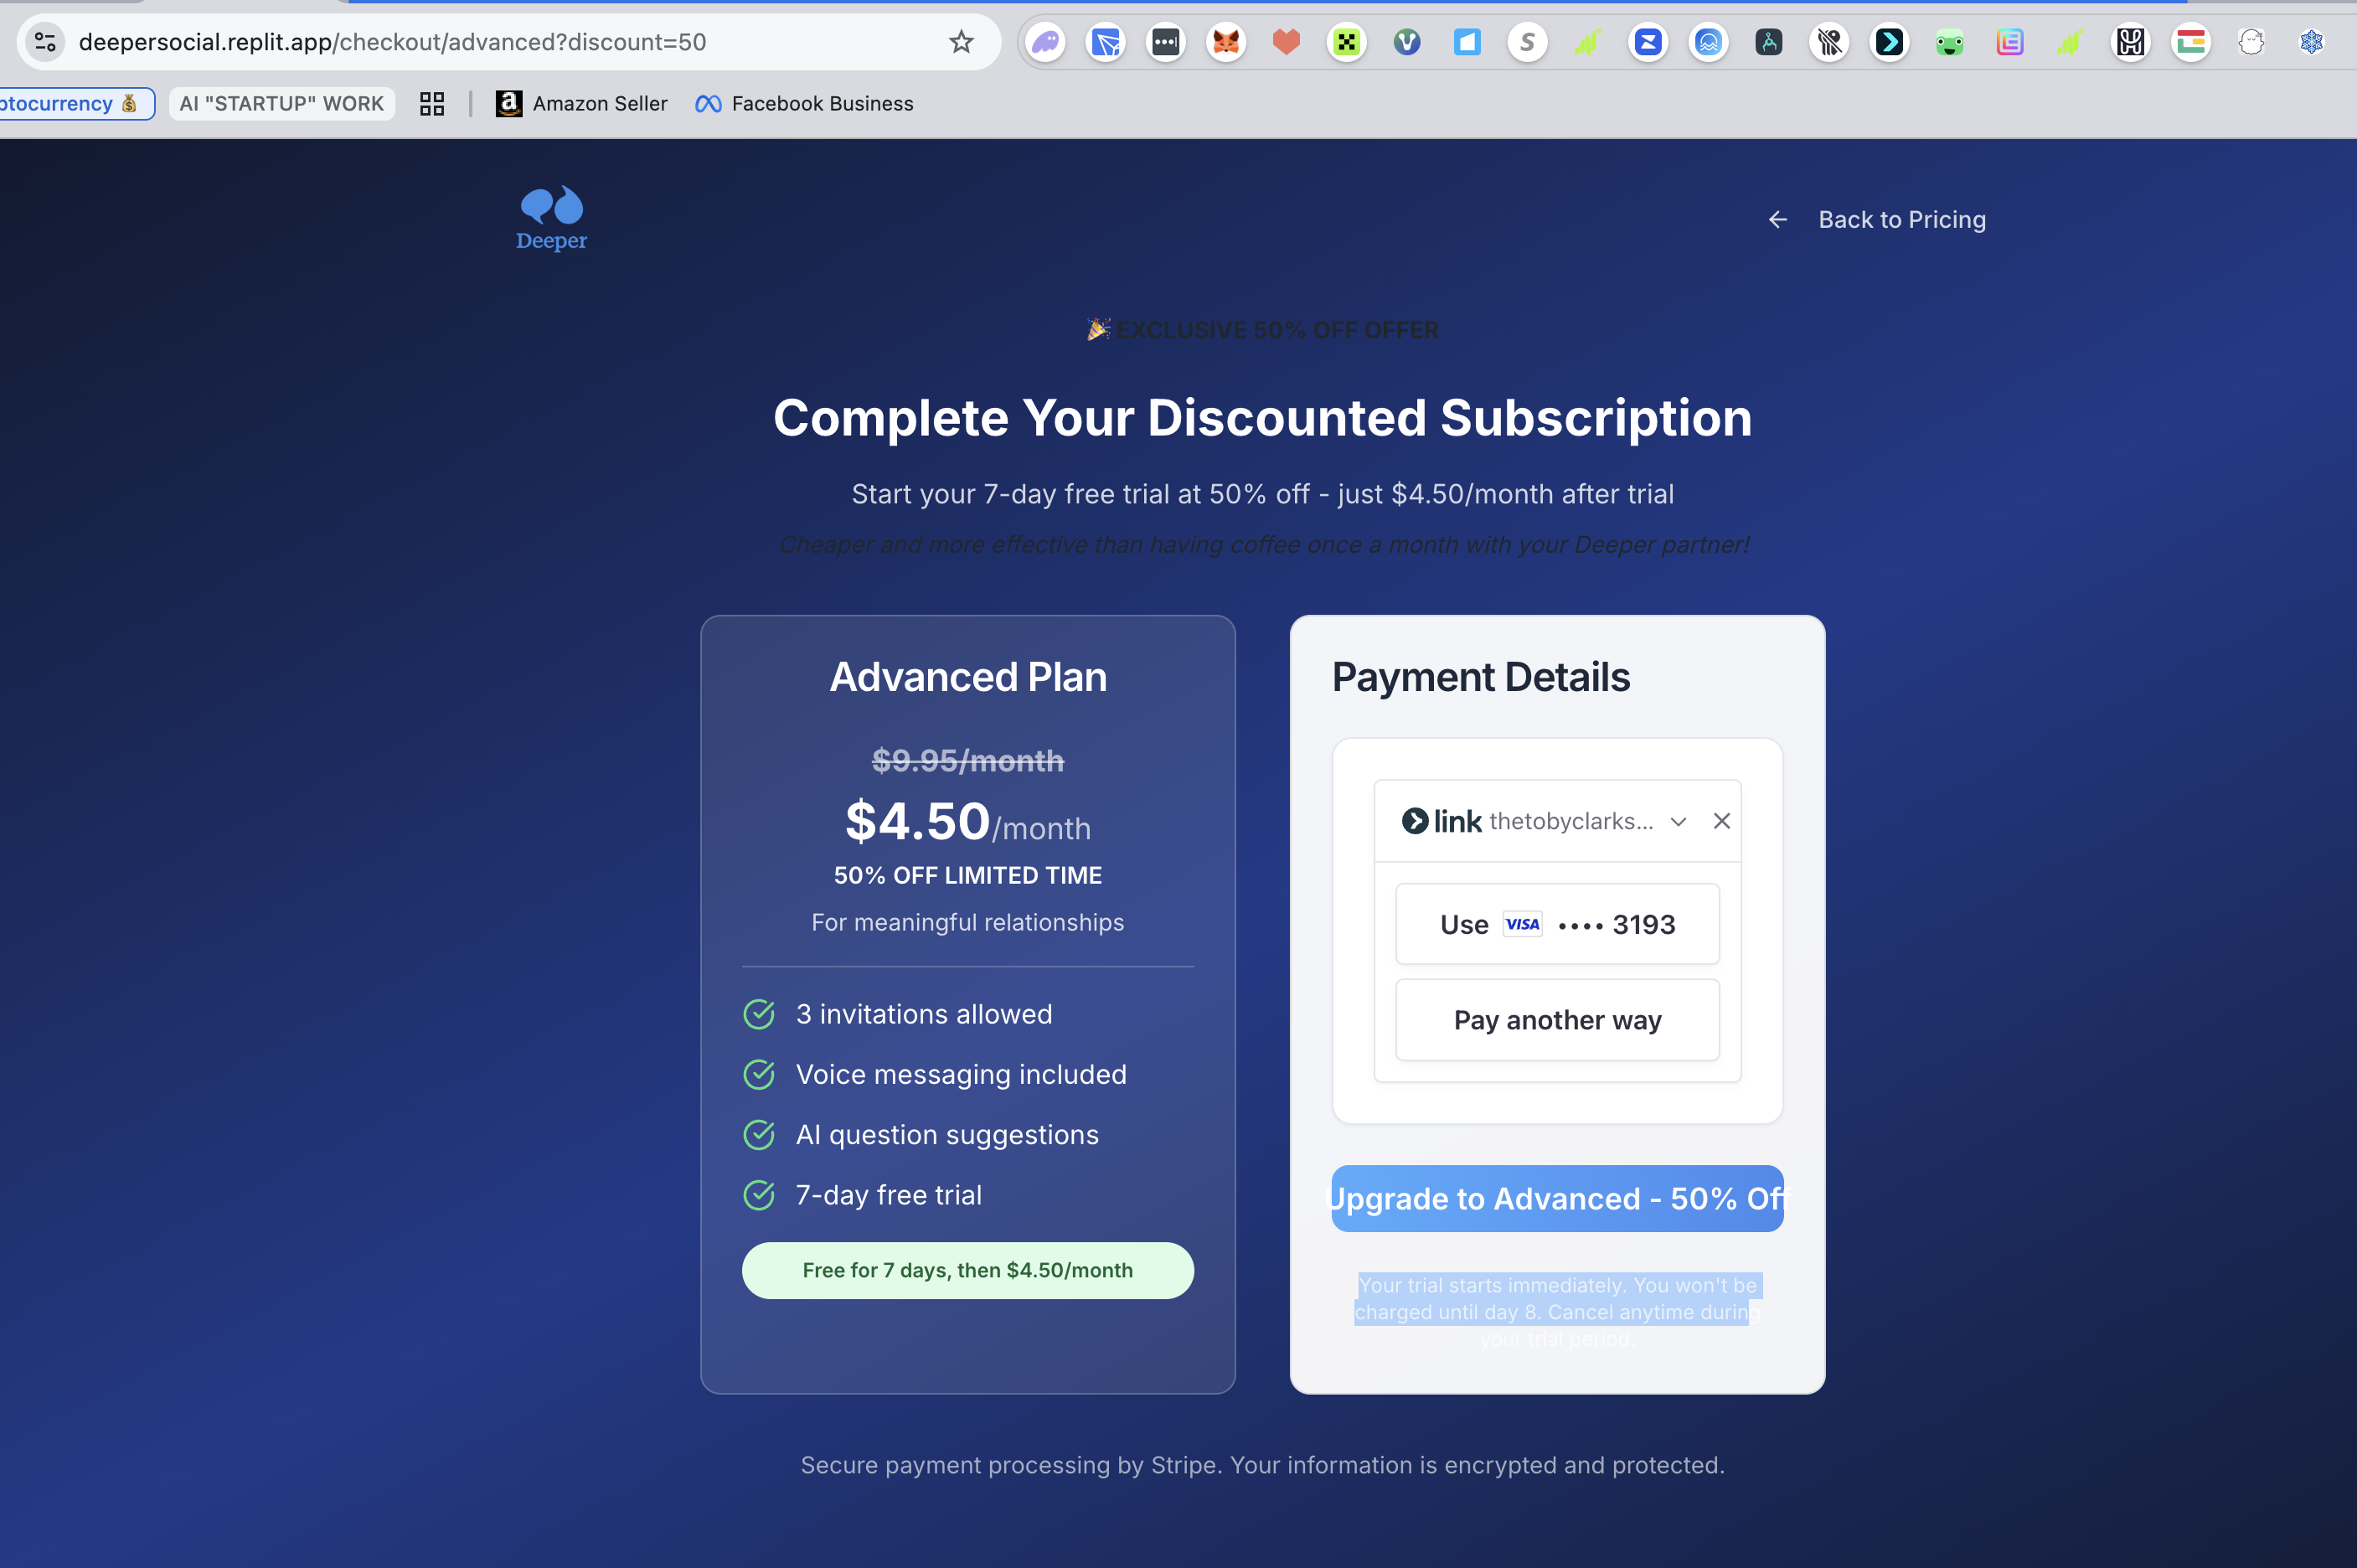 deepersocial.replit.app/checkout/advanced?discount=50
ptocurrency 💰 AI "STARTUP" WORK Amazon Seller Facebook Business
Deeper
← Back to Pricing
🎉 EXCLUSIVE 50% OFF OFFER
Complete Your Discounted Subscription
Start your 7-day free trial at 50% off - just $4.50/month after trial
Cheaper and more effective than having coffee once a month with your Deeper partner!
Advanced Plan
$9.95/month
$4.50/month
50% OFF LIMITED TIME
For meaningful relationships
3 invitations allowed
Voice messaging included
AI question suggestions
7-day free trial
Free for 7 days, then $4.50/month
Payment Details
link thetobyclarks...
Use VISA •••• 3193
Pay another way
Upgrade to Advanced - 50% Off
Your trial starts immediately. You won't be
charged until day 8. Cancel anytime during
your trial period.
Secure payment processing by Stripe. Your information is encrypted and protected.